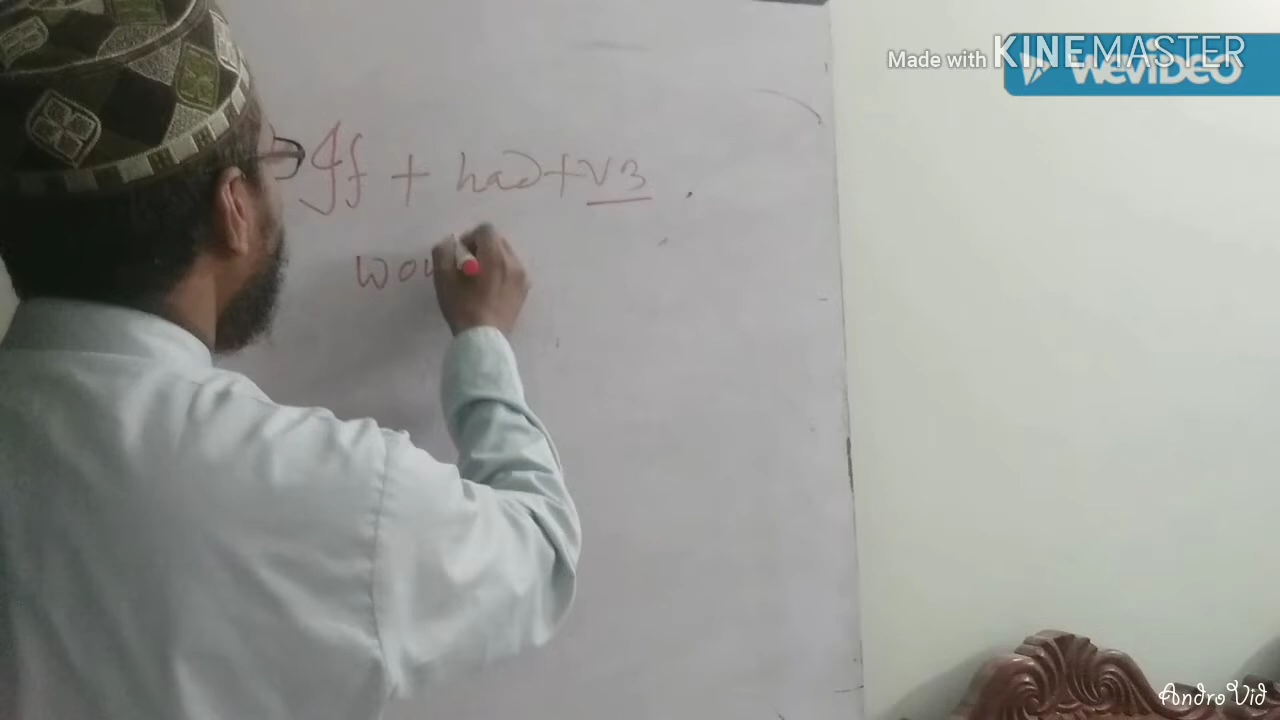 Made with KINEMASTER
WeVideo
If + had + V3 .
wou
AndroVid